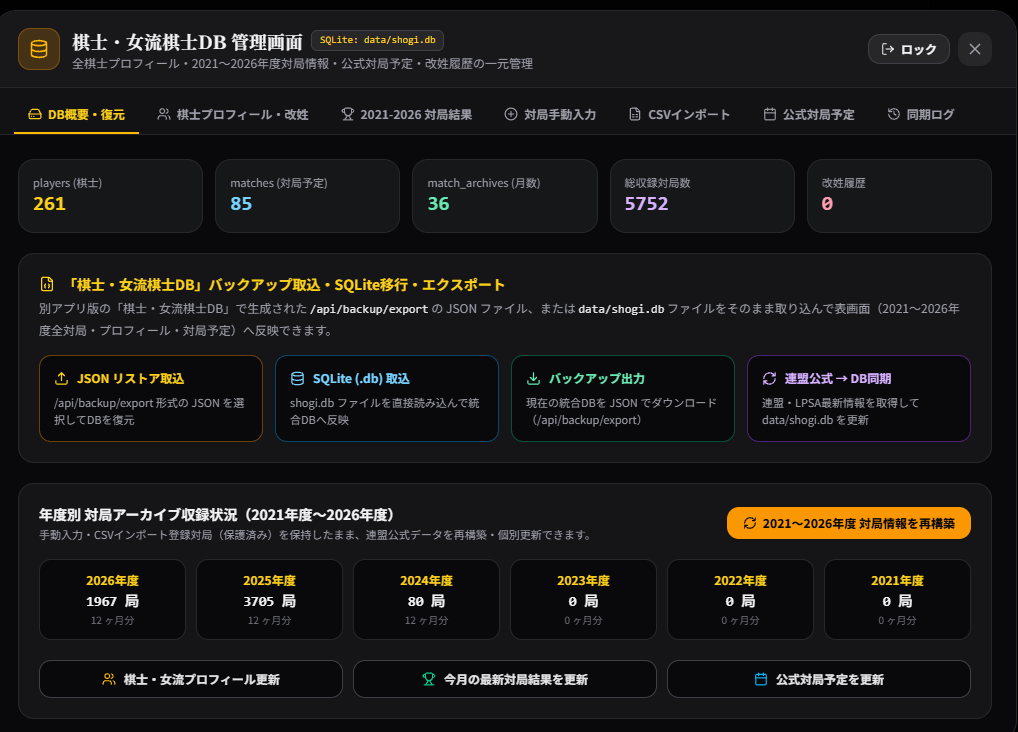 棋士・女流棋士DB 管理画面 SQLite: data/shogi.db
全棋士プロフィール・2021〜2026年度対局情報・公式対局予定・改姓履歴の一元管理
ロック
DB概要・復元 棋士プロフィール・改姓 2021-2026 対局結果 対局手動入力 CSVインポート 公式対局予定 同期ログ
players (棋士) matches (対局予定) match_archives (月数) 総収録対局数 改姓履歴
261 85 36 5752 0
「棋士・女流棋士DB」バックアップ取込・SQLite移行・エクスポート
別アプリ版の「棋士・女流棋士DB」で生成された /api/backup/export の JSON ファイル、または data/shogi.db ファイルをそのまま取り込んで表画面（2021〜2026年
度全対局・プロフィール・対局予定）へ反映できます。
JSON リストア取込
/api/backup/export 形式の JSON を選
択してDBを復元
SQLite (.db) 取込
shogi.db ファイルを直接読み込んで統
合DBへ反映
バックアップ出力
現在の統合DBを JSON でダウンロード
（/api/backup/export）
連盟公式 → DB同期
連盟・LPSA最新情報を取得して
data/shogi.db を更新
年度別 対局アーカイブ収録状況（2021年度〜2026年度）
手動入力・CSVインポート登録対局（保護済み）を保持したまま、連盟公式データを再構築・個別更新できます。
2021〜2026年度 対局情報を再構築
2026年度 2025年度 2024年度 2023年度 2022年度 2021年度
1967 局 3705 局 80 局 0 局 0 局 0 局
12 ヶ月分 12 ヶ月分 12 ヶ月分 0 ヶ月分 0 ヶ月分 0 ヶ月分
棋士・女流プロフィール更新 今月の最新対局結果を更新 公式対局予定を更新